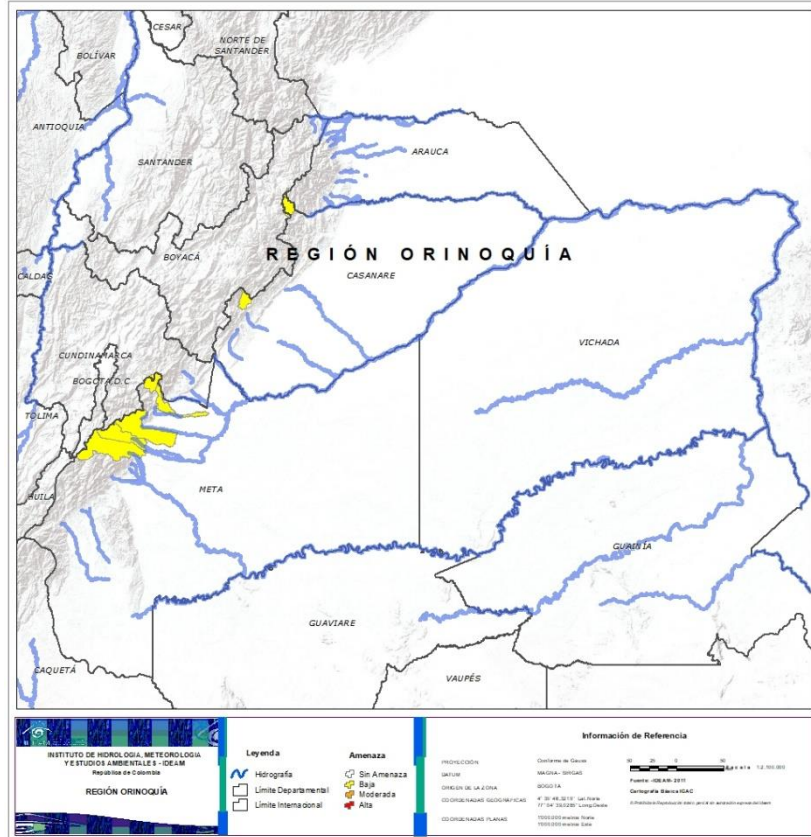 CESAR
NORTE DE
SANTANDER
BOLÍVAR
ANTIOQUIA
ARAUCA
SANTANDER
BOYACÁ
REGIÓN ORINOQUÍA
CASANARE
CALDAS
VICHADA
CUNDINAMARCA
BOGOTÁ D.C
TOLIMA
META
HUILA
GUAINÍA
GUAVIARE
CAQUETÁ
VAUPÉS
INSTITUTO DE HIDROLOGIA, METEOROLOGIA
Y ESTUDIOS AMBIENTALES - IDEAM
República de Colombia
REGIÓN ORINOQUÍA
Leyenda
Hidrografía
Límite Departamental
Límite Internacional
Amenaza
Sin Amenaza
Baja
Moderada
Alta
Información de Referencia
PROYECCIÓN
Conforme de Gauss
DATUM
MAGNA - SIRGAS
ORIGEN DE LA ZONA
BOGOTÁ
COORDENADAS GEOGRÁFICAS
COORDENADAS PLANAS
Fuente: -IDEAM- 2011
Cartografía Básica IGAC